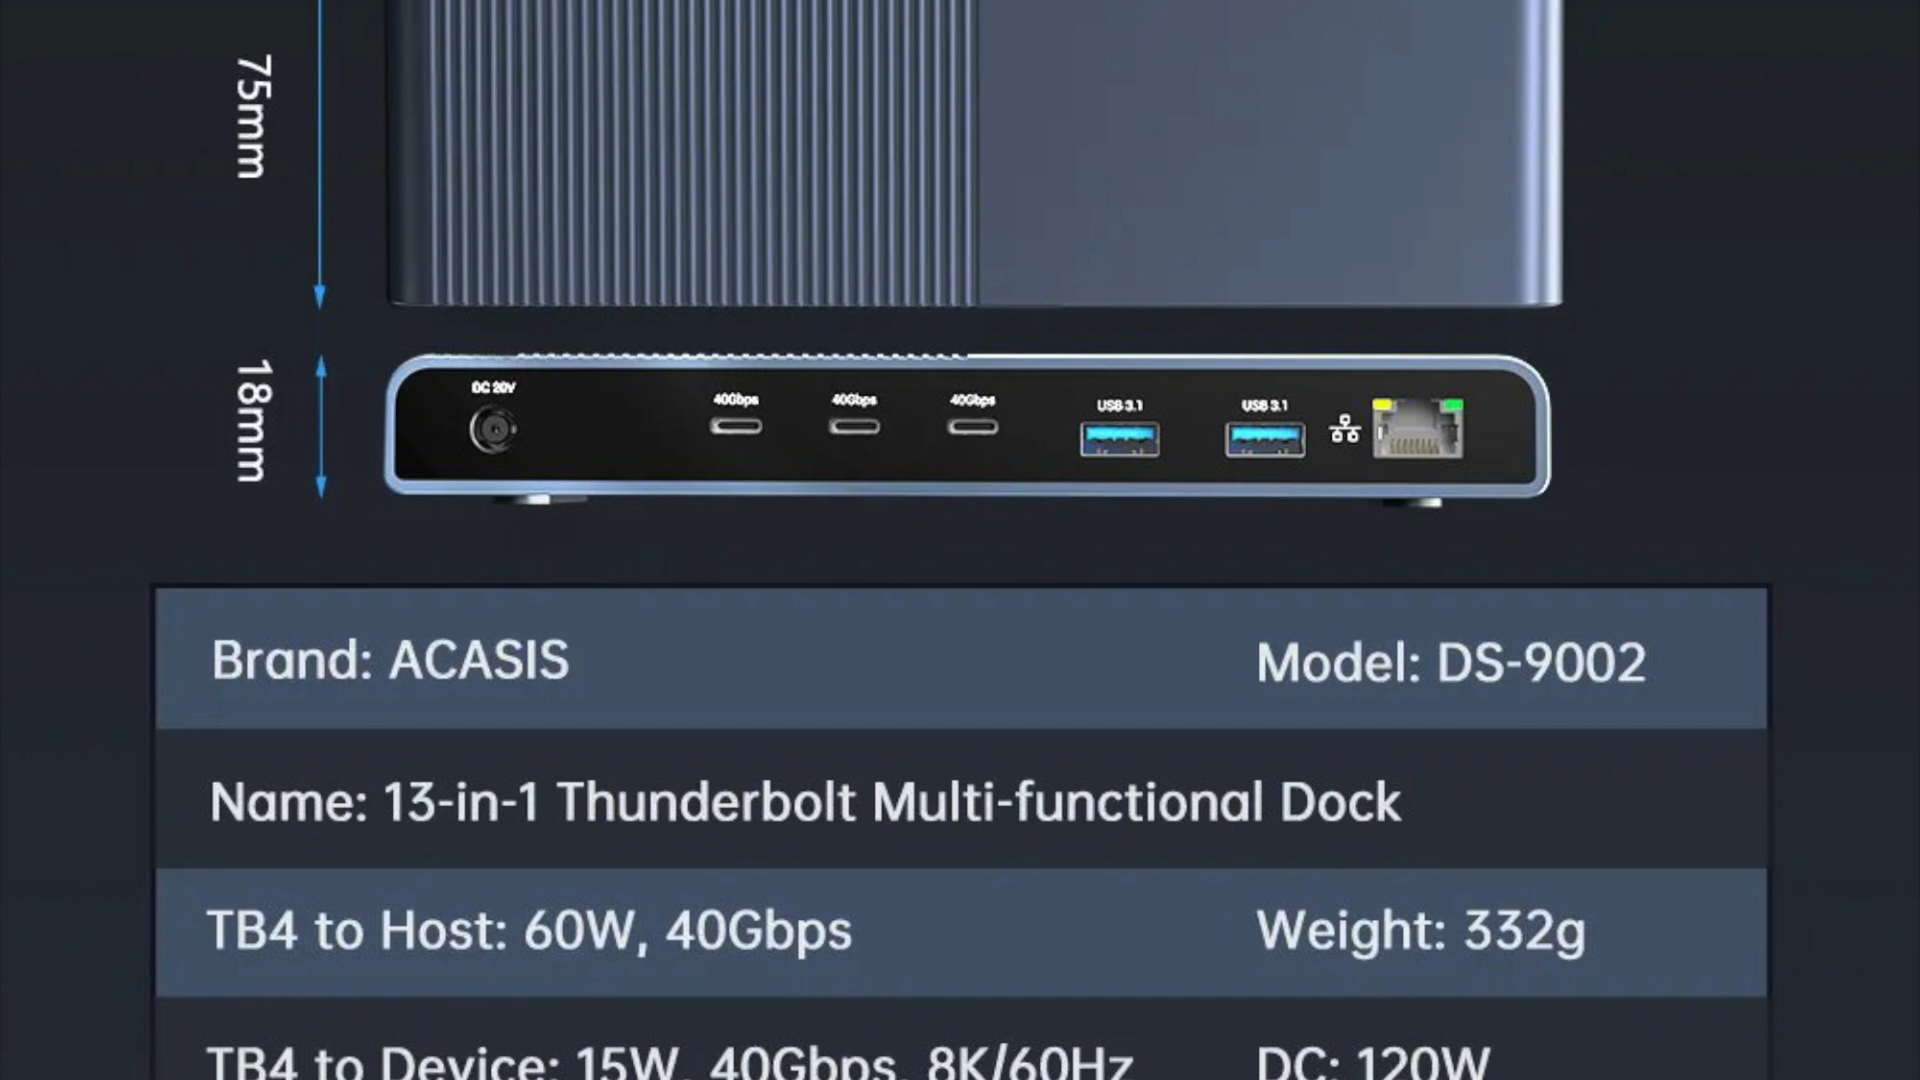 75mm
18mm
DC 20V
40Gbps
40Gbps
40Gbps
USB 3.1
USB 3.1
Brand: ACASIS
Model: DS-9002
Name: 13-in-1 Thunderbolt Multi-functional Dock
TB4 to Host: 60W, 40Gbps
Weight: 332g
TB4 to Device: 15W, 40Gbps, 8K/60Hz
DC: 120W